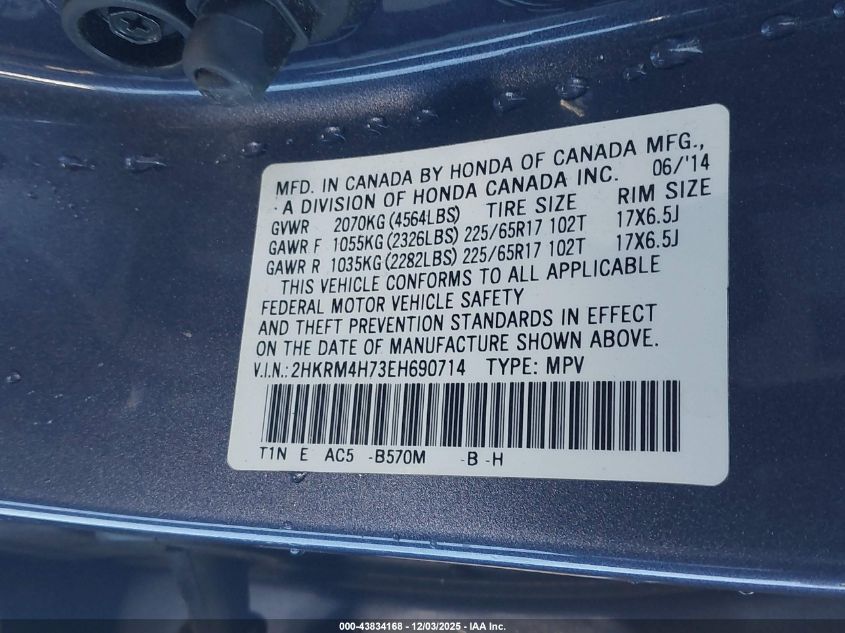 MFD. IN CANADA BY HONDA OF CANADA MFG.,
A DIVISION OF HONDA CANADA INC. 06/'14
GVWR 2070KG (4564LBS) TIRE SIZE RIM SIZE
GAWR F 1055KG (2326LBS) 225/65R17 102T 17X6.5J
GAWR R 1035KG (2282LBS) 225/65R17 102T 17X6.5J
THIS VEHICLE CONFORMS TO ALL APPLICABLE
FEDERAL MOTOR VEHICLE SAFETY
AND THEFT PREVENTION STANDARDS IN EFFECT
ON THE DATE OF MANUFACTURE SHOWN ABOVE.
V.I.N.: 2HKRM4H73EH690714 TYPE: MPV
T1N E AC5 -B570M -B -H
000-43834168 - 12/03/2025 - IAA Inc.